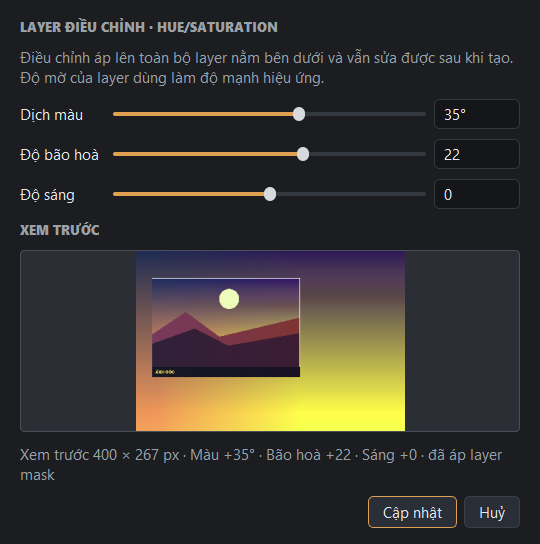 LAYER ĐIỀU CHỈNH · HUE/SATURATION
Điều chỉnh áp lên toàn bộ layer nằm bên dưới và vẫn sửa được sau khi tạo.
Độ mờ của layer dùng làm độ mạnh hiệu ứng.
Dịch màu 35°
Độ bão hoà 22
Độ sáng 0
XEM TRƯỚC
Xem trước 400 × 267 px · Màu +35° · Bão hoà +22 · Sáng +0 · đã áp layer
mask
Cập nhật Huỷ